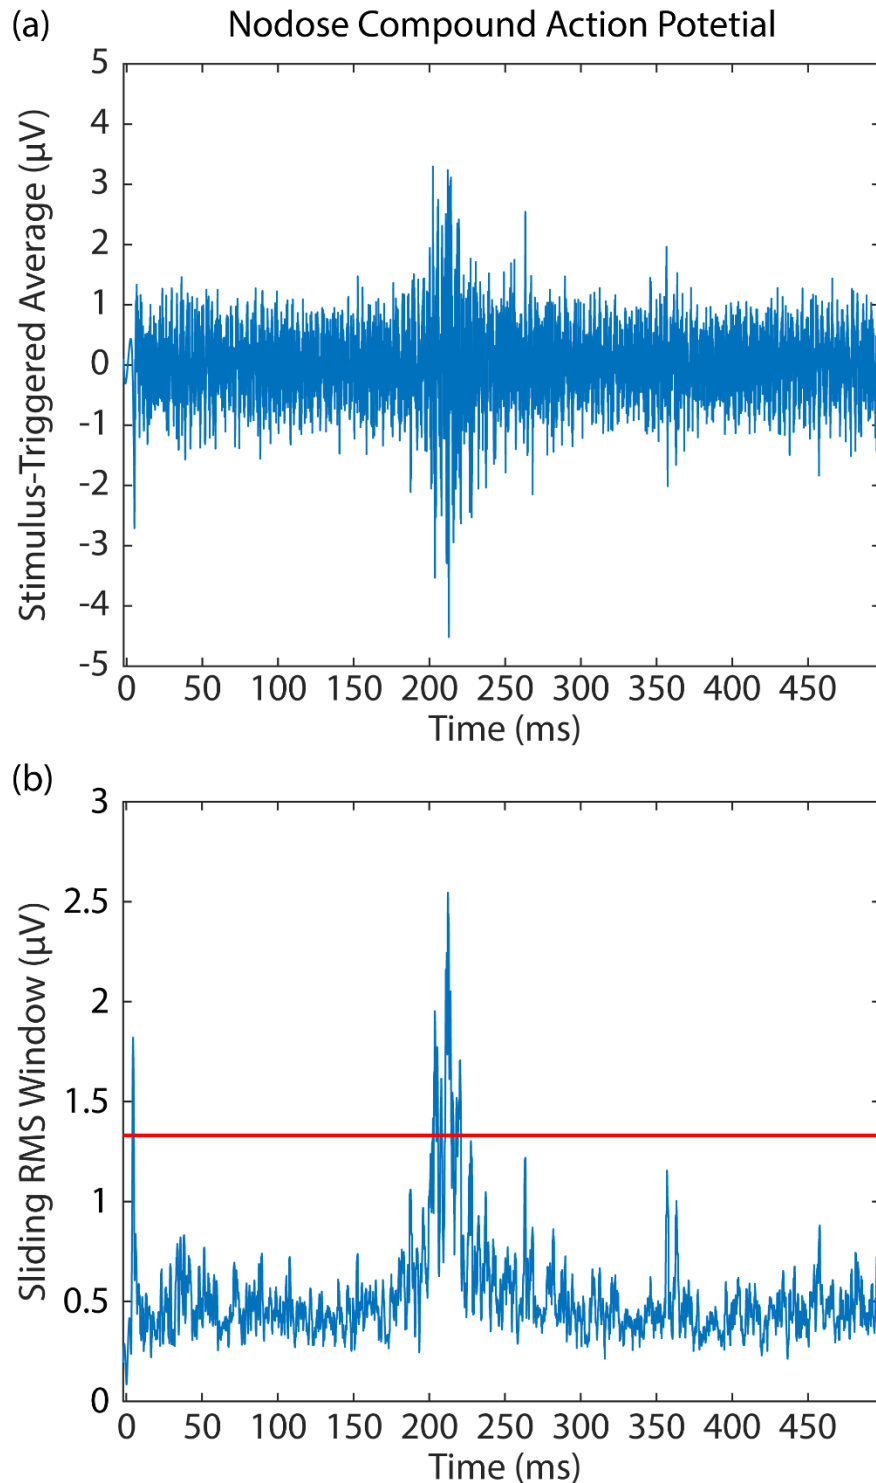 (a) Nodose Compound Action Potetial
Stimulus-Triggered Average (µV)
5
4
3
2
1
0
-1
-2
-3
-4
-5
0 50 100 150 200 250 300 350 400 450
Time (ms)
(b)
Sliding RMS Window (µV)
3
2.5
2
1.5
1
0.5
0
0 50 100 150 200 250 300 350 400 450
Time (ms)